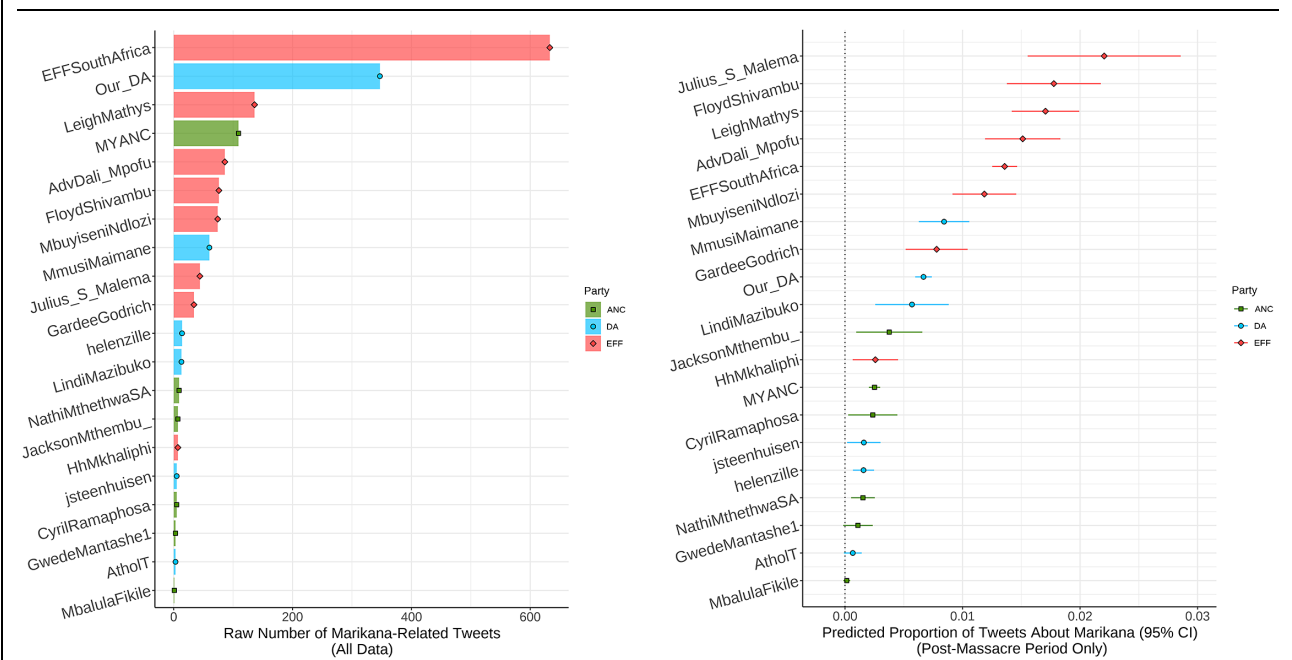 EFFSouthAfrica
Our_DA
LeighMathys
MYANC
AdvDali_Mpofu
FloydShivambu
MbuyiseniNdlozi
MmusiMaimane
Julius_S_Malema
GardeeGodrich
helenzille
LindiMazibuko
NathiMthethwaSA
JacksonMthembu_
HhMkhaliphi
jsteenhuisen
CyrilRamaphosa
GwedeMantashe1
AtholT
MbalulaFikile
0 200 400 600
Raw Number of Marikana-Related Tweets
(All Data)
Party
ANC
DA
EFF
Julius_S_Malema
FloydShivambu
LeighMathys
AdvDali_Mpofu
EFFSouthAfrica
MbuyiseniNdlozi
MmusiMaimane
GardeeGodrich
Our_DA
LindiMazibuko
JacksonMthembu_
HhMkhaliphi
MYANC
CyrilRamaphosa
jsteenhuisen
helenzille
NathiMthethwaSA
GwedeMantashe1
AtholT
MbalulaFikile
0.00 0.01 0.02 0.03
Predicted Proportion of Tweets About Marikana (95% CI)
(Post-Massacre Period Only)
Party
ANC
DA
EFF